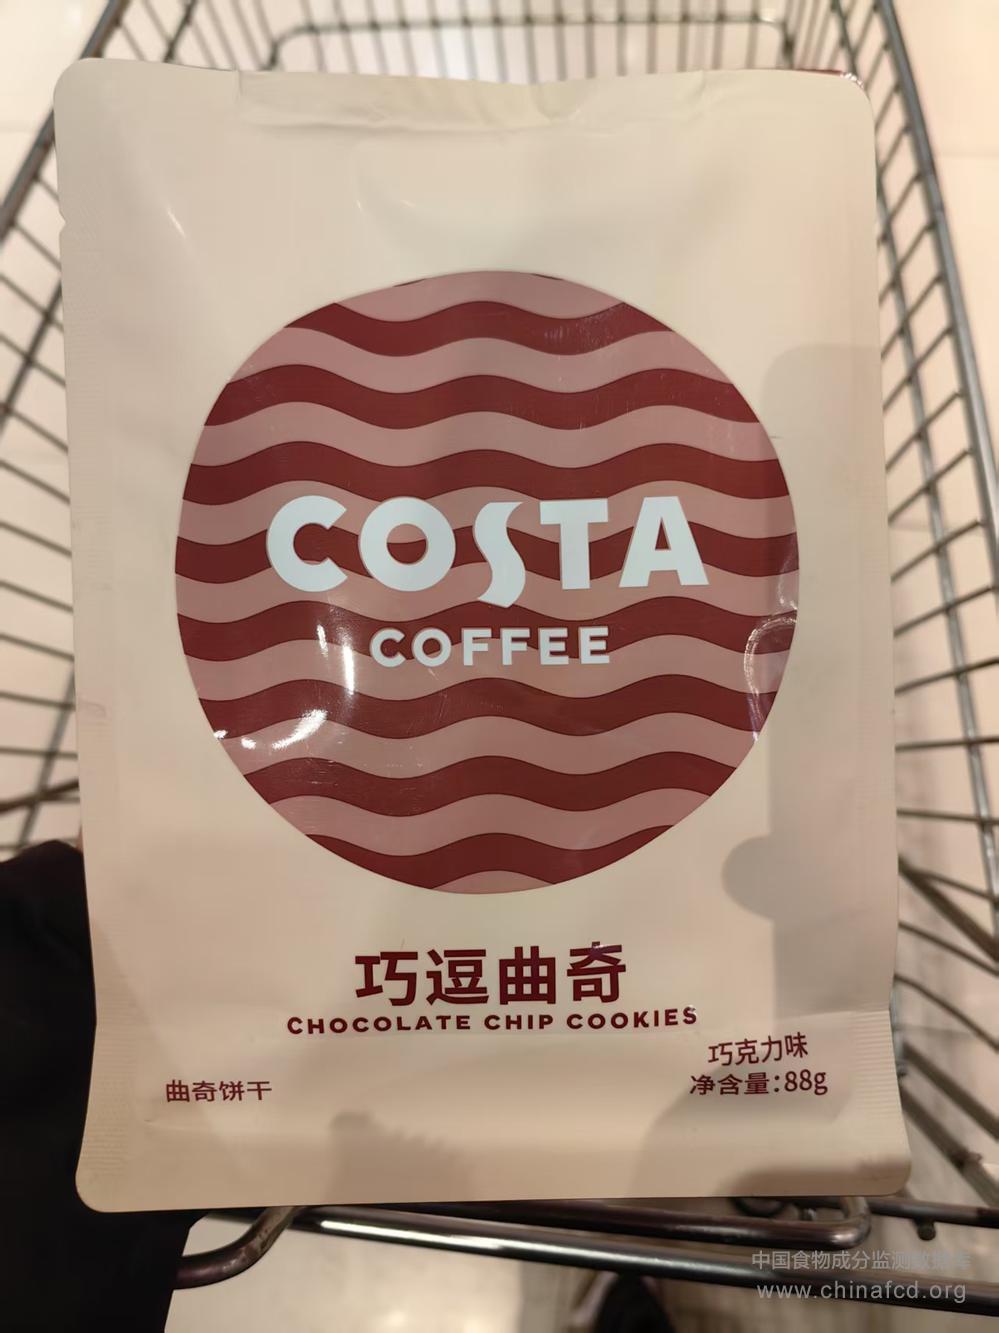 COSTA
COFFEE
巧逗曲奇
CHOCOLATE CHIP COOKIES
巧克力味
曲奇饼干
净含量:88g
中国食物成分监测数据库
www.chinafcd.org